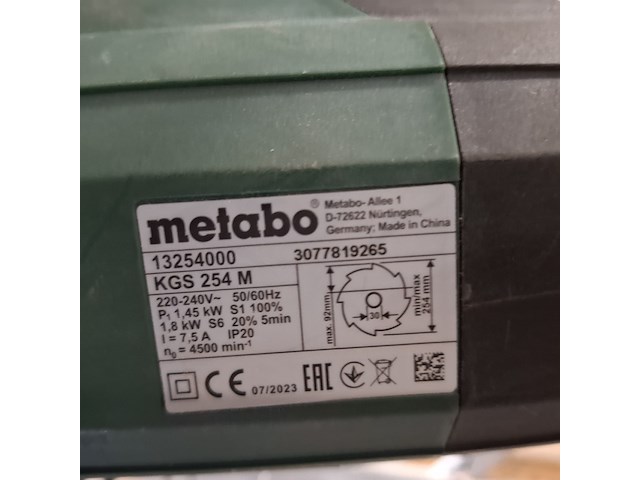 metabo®
Metabo- Allee 1
D-72622 Nürtingen,
Germany; Made in China
13254000 3077819265
KGS 254 M
220-240V~ 50/60Hz
P₁ 1,45 kW S1 100%
1,8 kW S6 20% 5min
I = 7,5 A IP20
n₀ = 4500 min⁻¹
max. 92mm
30
min/max
254 mm
CE 07/2023 EAC